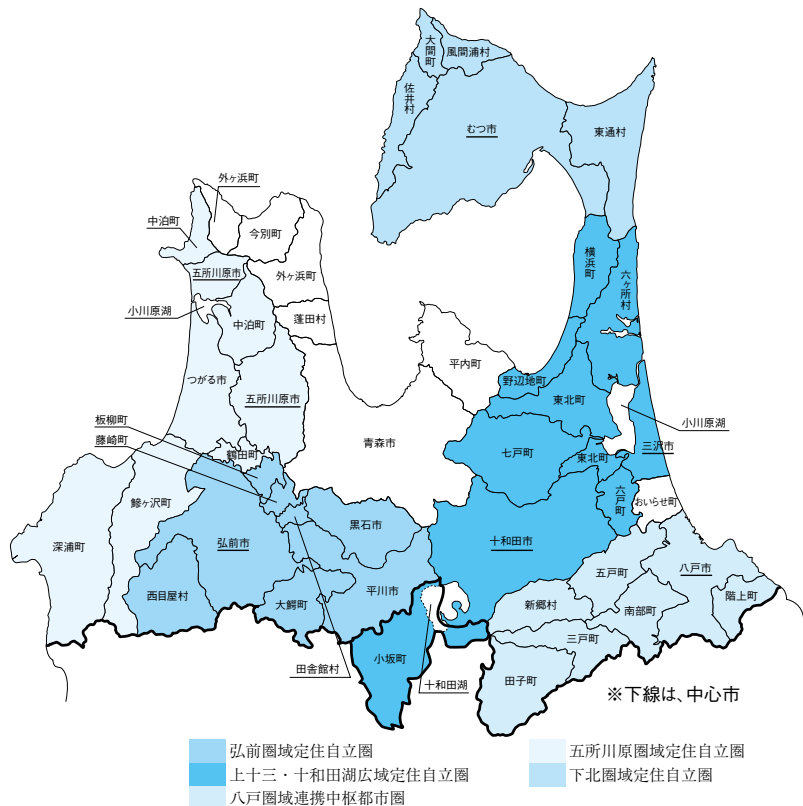 大間町
風間浦村
佐井村
むつ市
東通村
外ヶ浜町
中泊町
今別町
五所川原市
外ヶ浜町
小川原湖
中泊町
蓬田村
横浜町
六ヶ所村
つがる市
五所川原市
平内町
野辺地町
東北町
小川原湖
板柳町
藤崎町
鶴田町
青森市
七戸町
東北町
三沢市
六戸町
おいらせ町
鰺ヶ沢町
深浦町
弘前市
黒石市
十和田市
西目屋村
大鰐町
平川市
五戸町
八戸市
新郷村
南部町
階上町
三戸町
小坂町
田子町
田舎館村
十和田湖
※下線は、中心市
弘前圏域定住自立圏
上十三・十和田湖広域定住自立圏
八戸圏域連携中枢都市圏
五所川原圏域定住自立圏
下北圏域定住自立圏